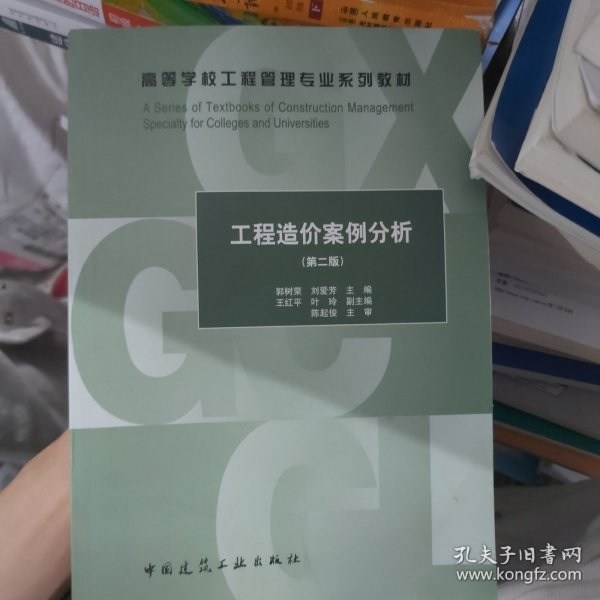 高等学校工程管理专业系列教材
A Series of Textbooks of Construction Management
Specialty for Colleges and Universities
GX
工程造价案例分析
(第二版)
郭树荣 刘爱芳 主编
王红平 叶玲 副主编
陈起俊 主审
GC
GL
中国建筑工业出版社
孔夫子旧书网
www.kongfz.com